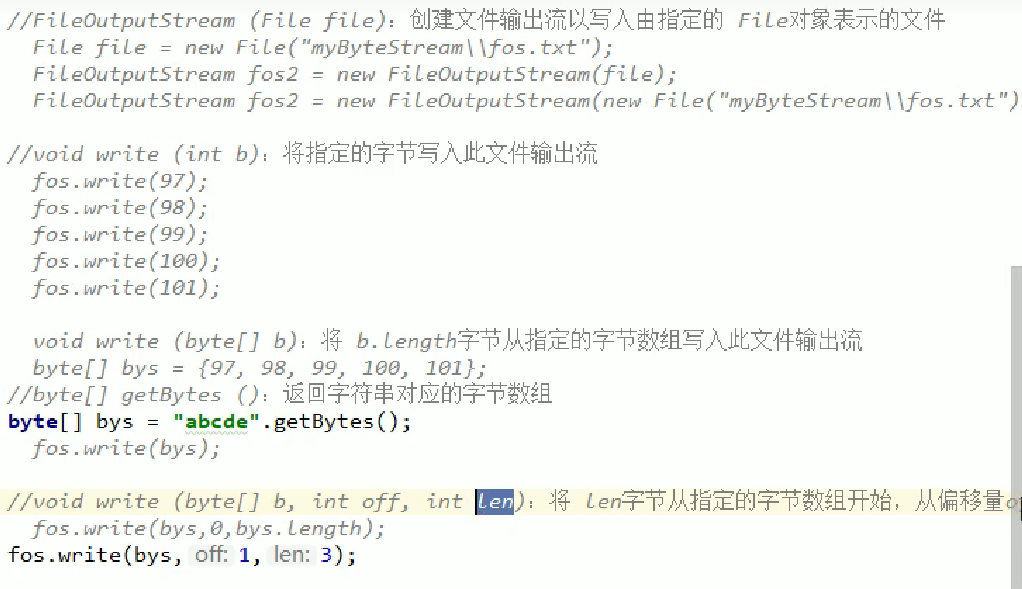 //FileOutputStream (File file)：创建文件输出流以写入由指定的 File对象表示的文件
File file = new File("myByteStream\\fos.txt");
FileOutputStream fos2 = new FileOutputStream(file);
FileOutputStream fos2 = new FileOutputStream(new File("myByteStream\\fos.txt")
//void write (int b)：将指定的字节写入此文件输出流
fos.write(97);
fos.write(98);
fos.write(99);
fos.write(100);
fos.write(101);
void write (byte[] b)：将 b.length字节从指定的字节数组写入此文件输出流
byte[] bys = {97, 98, 99, 100, 101};
//byte[] getBytes ()：返回字符串对应的字节数组
byte[] bys = "abcde".getBytes();
fos.write(bys);
//void write (byte[] b, int off, int len)：将 len字节从指定的字节数组开始，从偏移量o
fos.write(bys,0,bys.length);
fos.write(bys, off: 1, len: 3);